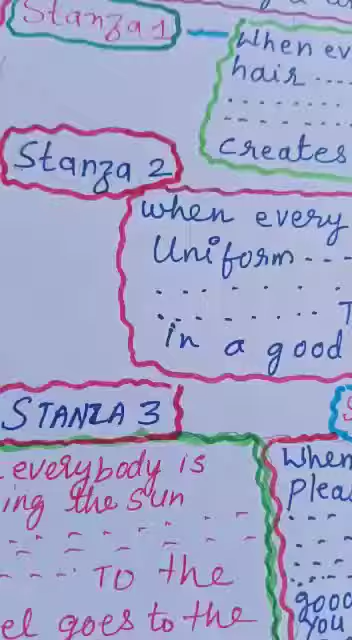 Stanza 1
When ev
hair ----
creates
Stanza 2
when every
Uniform ---
in a good
STANZA 3
everybody is
ing the sun
---- TO the
el goes to the
When
Plea
good
you